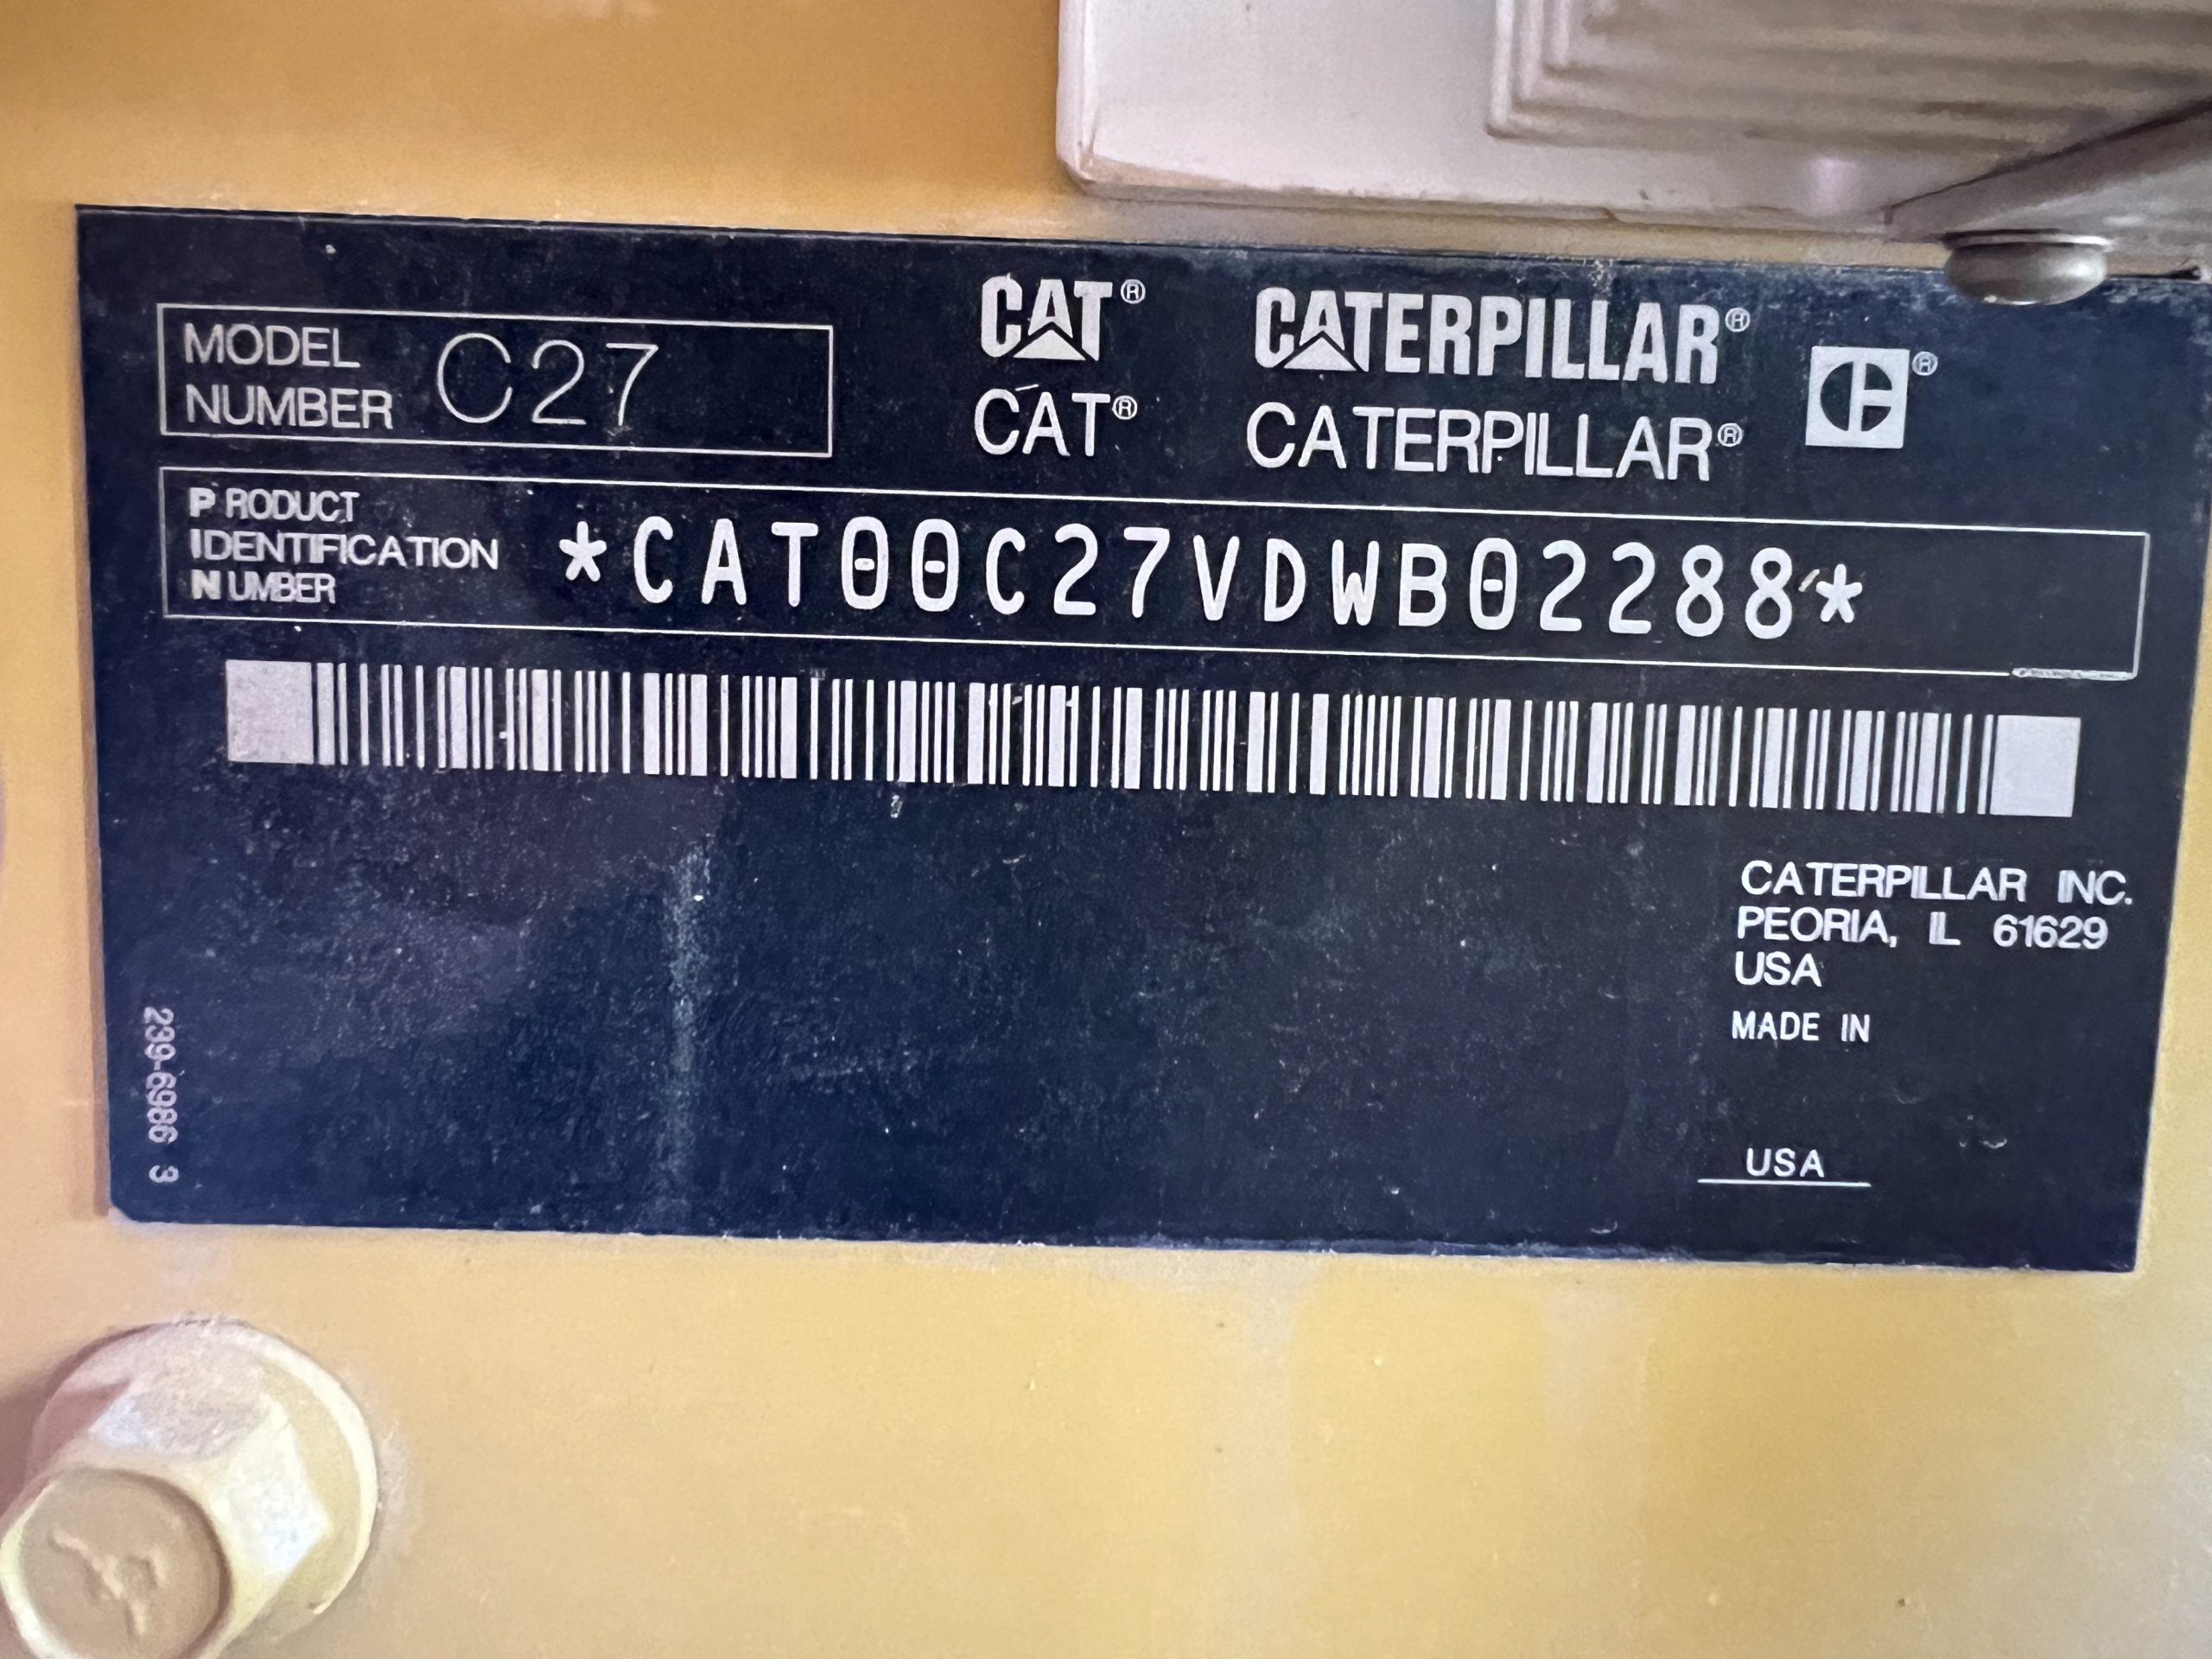 MODEL
NUMBER C27
CAT® CATERPILLAR® ®
CAT® CATERPILLAR®
PRODUCT
IDENTIFICATION
NUMBER
*CAT00C27VDWB02288*
CATERPILLAR INC.
PEORIA, IL 61629
USA
MADE IN
USA
239-6986 3